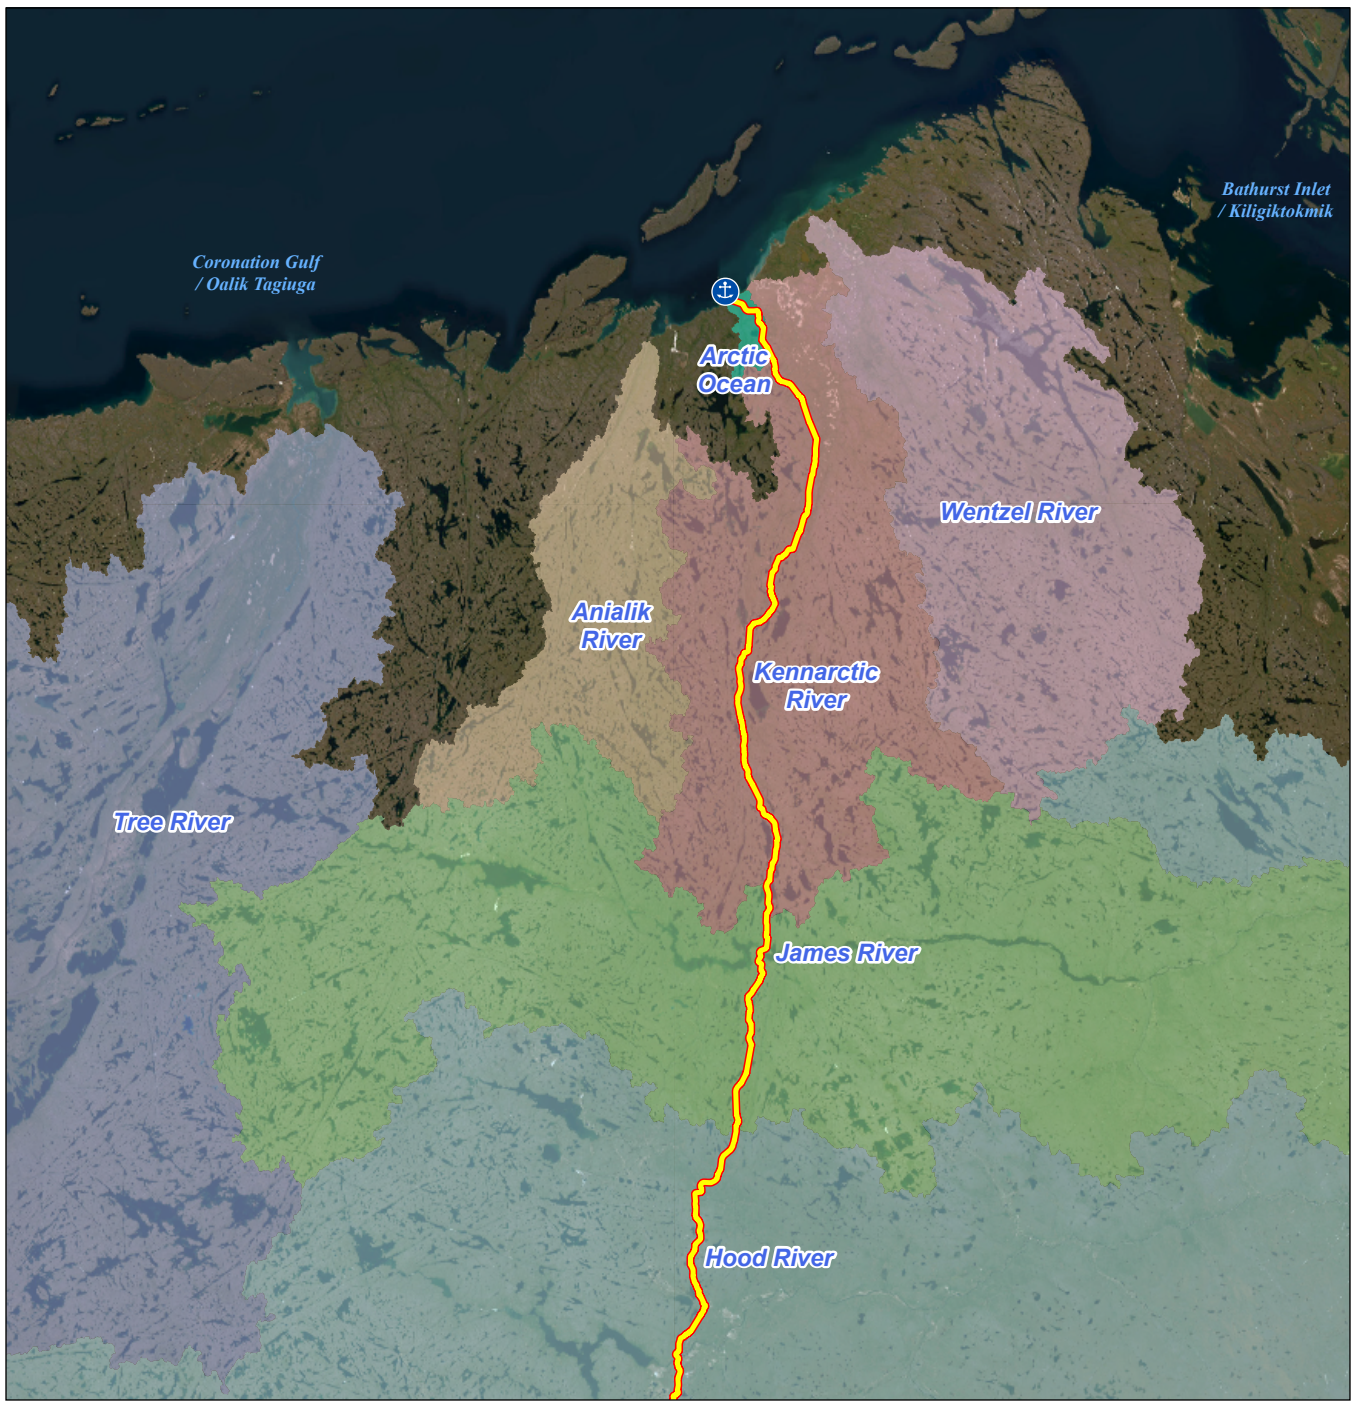 Bathurst Inlet
/ Kiligiktokmik
Coronation Gulf
/ Oalik Tagiuga
Arctic
Ocean
Wentzel River
Anialik
River
Kennarctic
River
Tree River
James River
Hood River